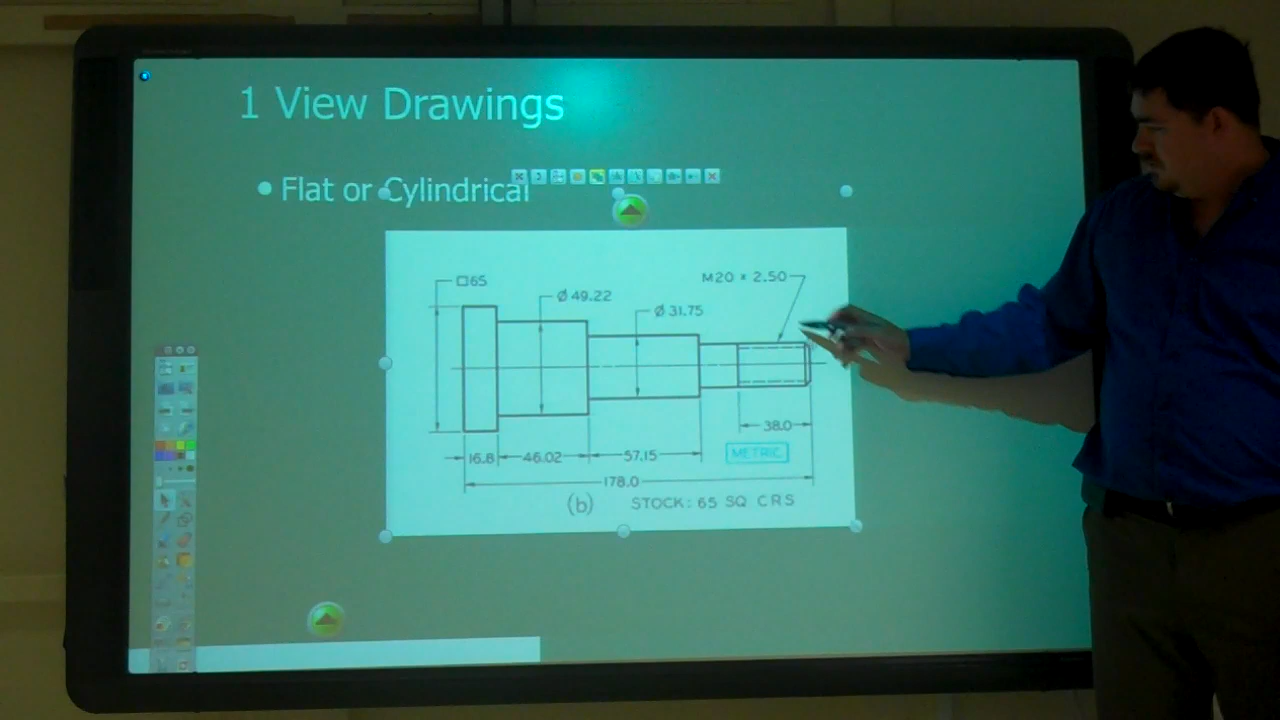 1 View Drawings
• Flat or Cylindrical
□65
Ø 49.22
Ø 31.75
M20 × 2.50
38.0
METRIC
16.8
46.02
57.15
178.0
(b) STOCK: 65 SQ CRS